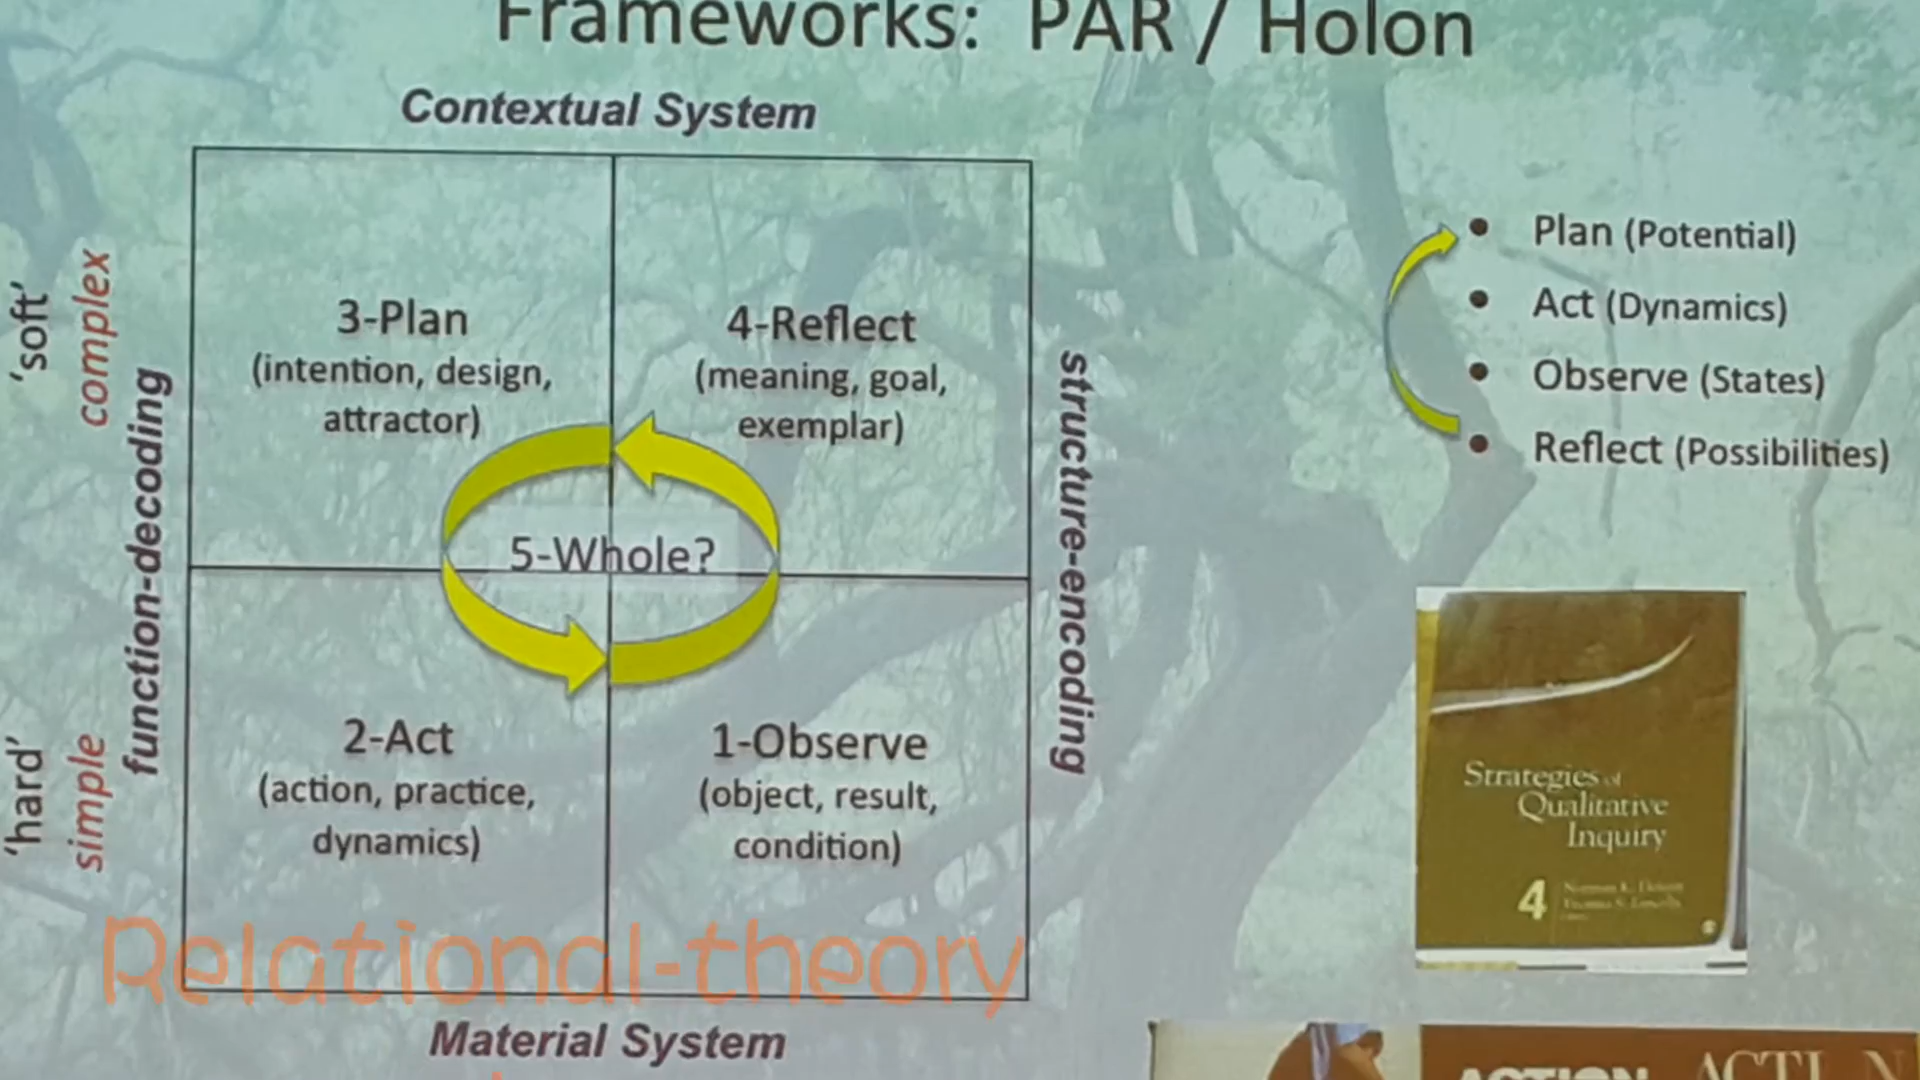 Frameworks: PAR / Holon
Contextual System
'soft'
complex
function-decoding
'hard'
simple
3-Plan
(intention, design,
attractor)
4-Reflect
(meaning, goal,
exemplar)
5-Whole?
2-Act
(action, practice,
dynamics)
1-Observe
(object, result,
condition)
structure-encoding
Relational-theory
Material System
• Plan (Potential)
• Act (Dynamics)
• Observe (States)
• Reflect (Possibilities)
Strategies of
Qualitative
Inquiry
4
ACTION